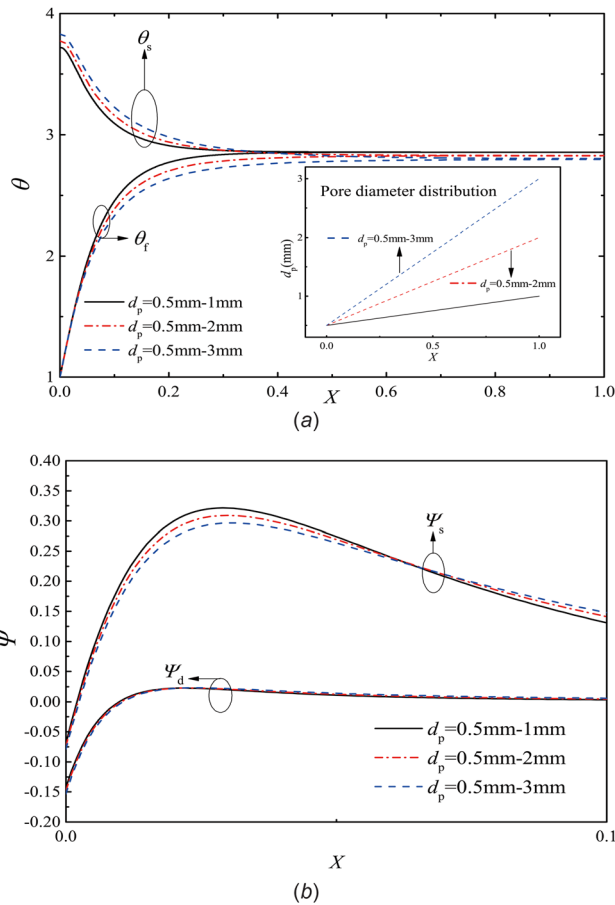 4
3
2
1
θ
θs
θf
dp=0.5mm-1mm
dp=0.5mm-2mm
dp=0.5mm-3mm
0.0 0.2 0.4 0.6 0.8 1.0
X
Pore diameter distribution
3
2
1
dp(mm)
dp=0.5mm-3mm
dp=0.5mm-2mm
0.0 0.5 1.0
X
(a)
0.40
0.35
0.30
0.25
0.20
0.15
0.10
0.05
0.00
-0.05
-0.10
-0.15
-0.20
Ψ
Ψs
Ψd
dp=0.5mm-1mm
dp=0.5mm-2mm
dp=0.5mm-3mm
0.0 0.1
X
(b)